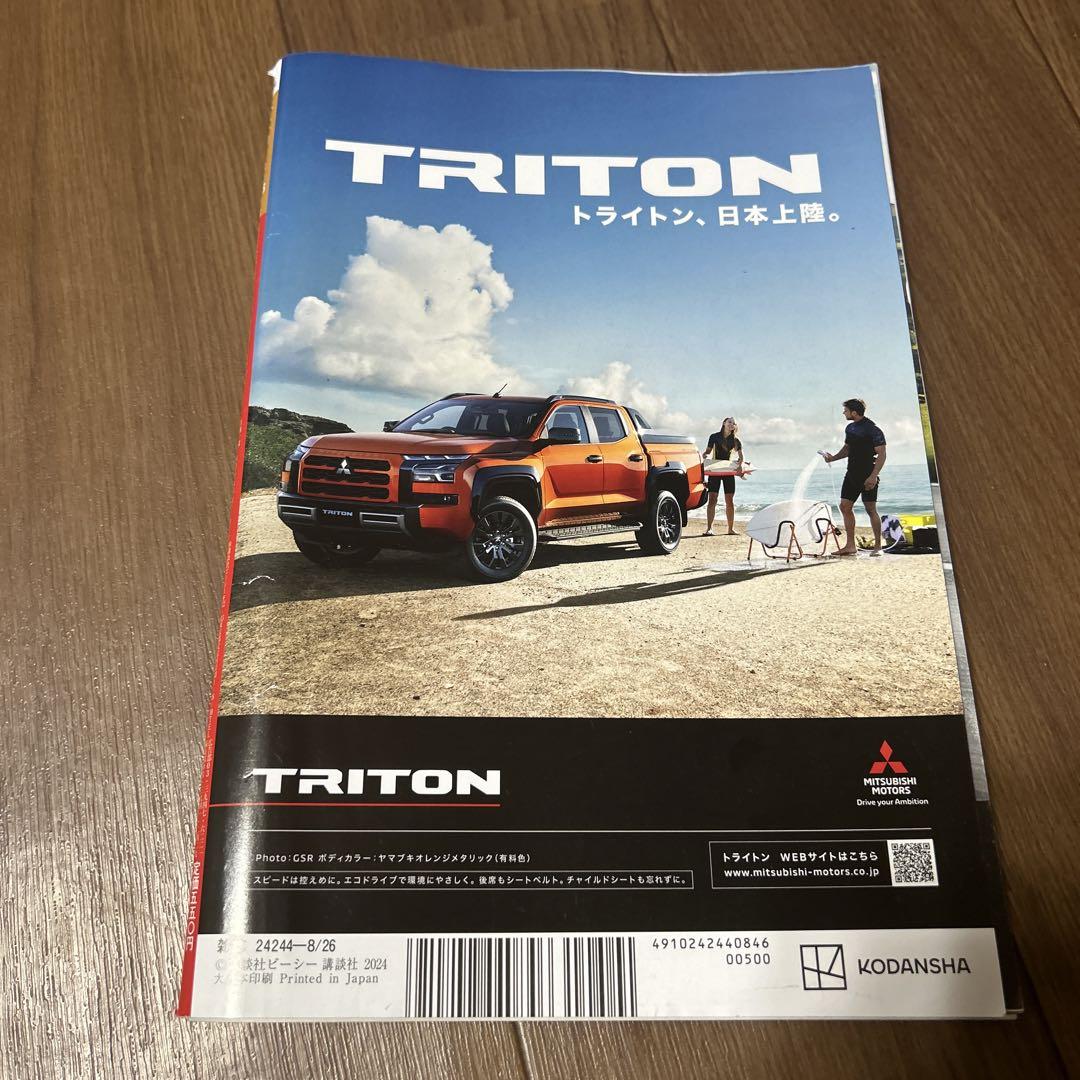 TRITON
トライトン、日本上陸。
TRITON
TRITON
MITSUBISHI
MOTORS
Drive your Ambition
Photo:GSR ボディカラー:ヤマブキオレンジメタリック(有料色)
スピードは控えめに。エコドライブで環境にやさしく。後席もシートベルト。チャイルドシートも忘れずに。
トライトン WEBサイトはこちら
www.mitsubishi-motors.co.jp
24244—8/26
談社ビーシー 講談社 2024
本印刷 Printed in Japan
4910242440846
00500
KODANSHA